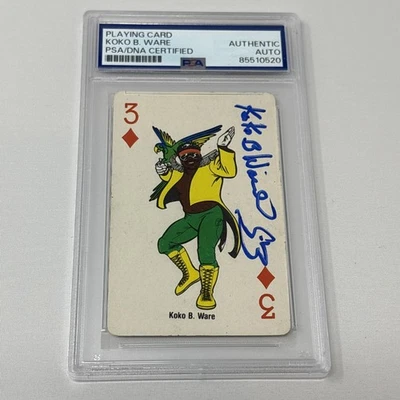 PLAYING CARD
KOKO B. WARE
PSA/DNA CERTIFIED
AUTHENTIC
AUTO
85510520
PSA
3
Koko B Ware
3
Koko B. Ware